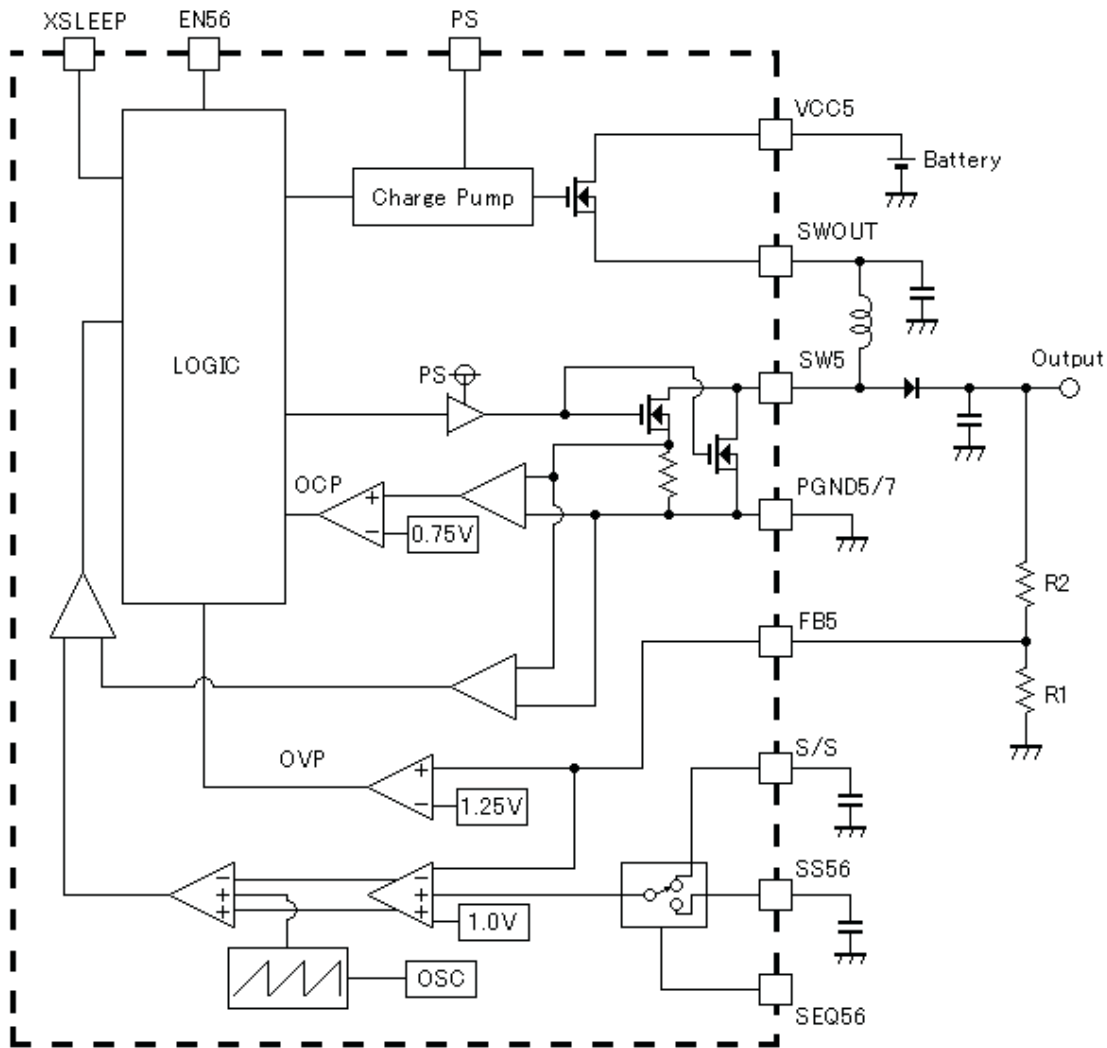 XSLEEP
EN56
PS
VCC5
Battery
Charge Pump
SWOUT
LOGIC
PS
SW5
Output
OCP
+
−
0.75V
PGND5/7
R2
FB5
R1
OVP
+
−
1.25V
S/S
−
+
+
−
+
+
1.0V
SS56
OSC
SEQ56